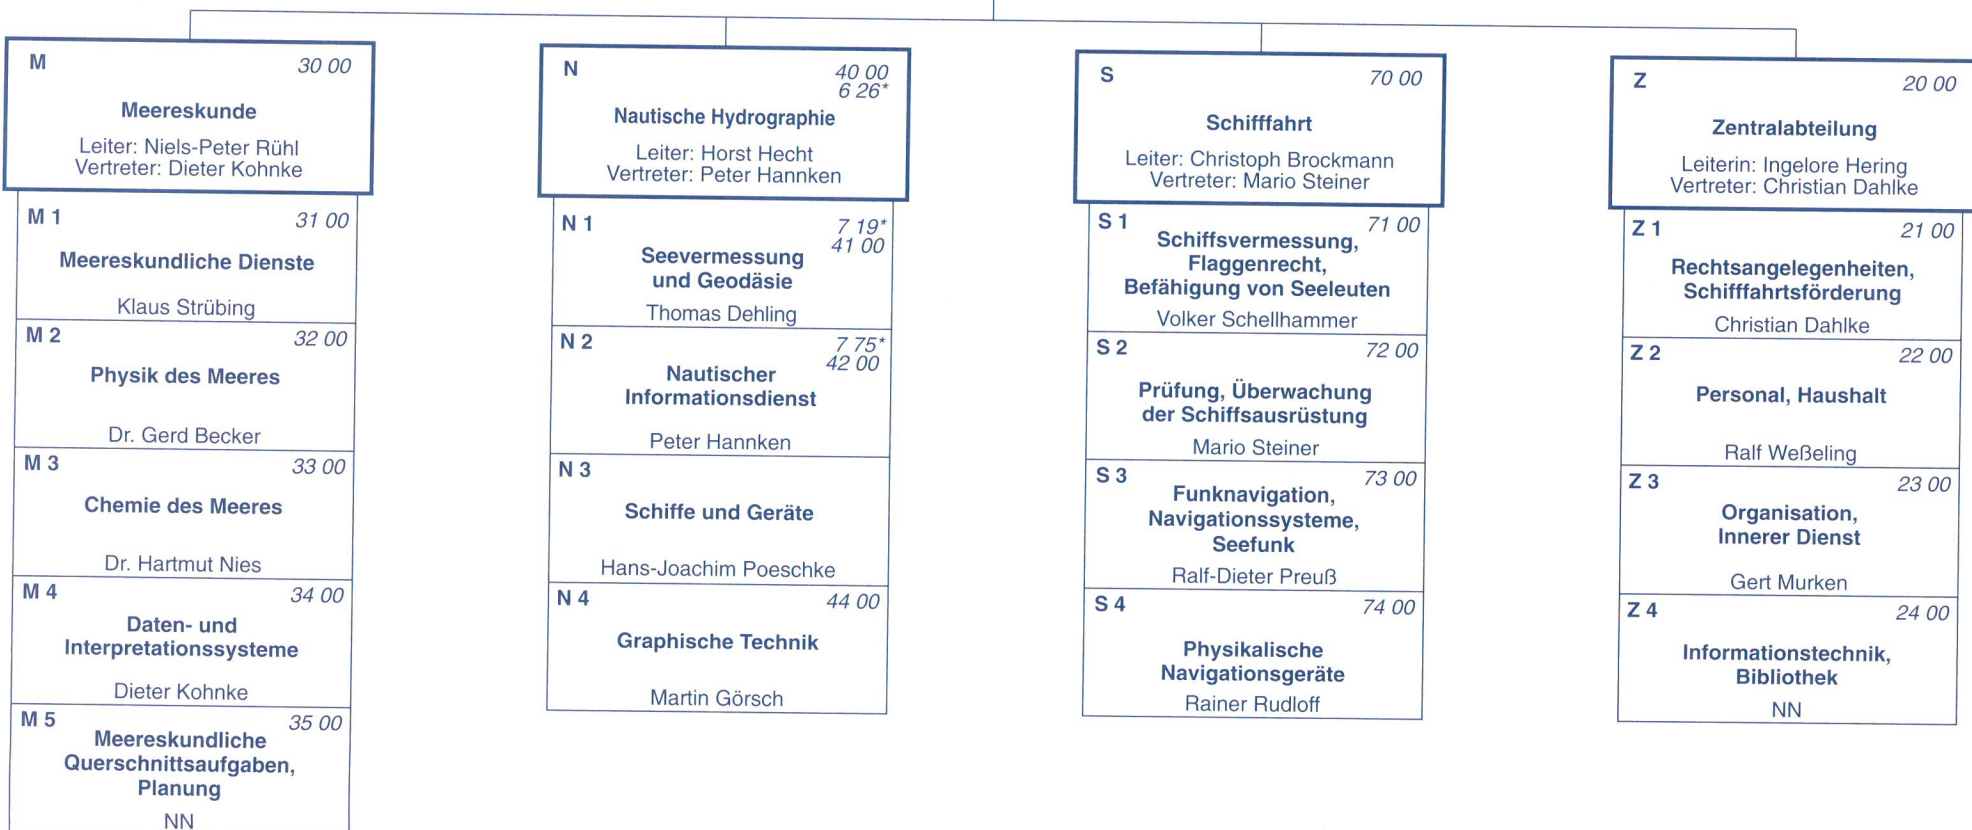 M 30 00
Meereskunde
Leiter: Niels-Peter Rühl
Vertreter: Dieter Kohnke
M 1 31 00
Meereskundliche Dienste
Klaus Strübing
M 2 32 00
Physik des Meeres
Dr. Gerd Becker
M 3 33 00
Chemie des Meeres
Dr. Hartmut Nies
M 4 34 00
Daten- und
Interpretationssysteme
Dieter Kohnke
M 5 35 00
Meereskundliche
Querschnittsaufgaben,
Planung
NN
N 40 00
6 26*
Nautische Hydrographie
Leiter: Horst Hecht
Vertreter: Peter Hannken
N 1 7 19*
41 00
Seevermessung
und Geodäsie
Thomas Dehling
N 2 7 75*
42 00
Nautischer
Informationsdienst
Peter Hannken
N 3
Schiffe und Geräte
Hans-Joachim Poeschke
N 4 44 00
Graphische Technik
Martin Görsch
S 70 00
Schifffahrt
Leiter: Christoph Brockmann
Vertreter: Mario Steiner
S 1 71 00
Schiffsvermessung,
Flaggenrecht,
Befähigung von Seeleuten
Volker Schellhammer
S 2 72 00
Prüfung, Überwachung
der Schiffsausrüstung
Mario Steiner
S 3 73 00
Funknavigation,
Navigationssysteme,
Seefunk
Ralf-Dieter Preuß
S 4 74 00
Physikalische
Navigationsgeräte
Rainer Rudloff
Z 20 00
Zentralabteilung
Leiterin: Ingelore Hering
Vertreter: Christian Dahlke
Z 1 21 00
Rechtsangelegenheiten,
Schifffahrtsförderung
Christian Dahlke
Z 2 22 00
Personal, Haushalt
Ralf Weßeling
Z 3 23 00
Organisation,
Innerer Dienst
Gert Murken
Z 4 24 00
Informationstechnik,
Bibliothek
NN